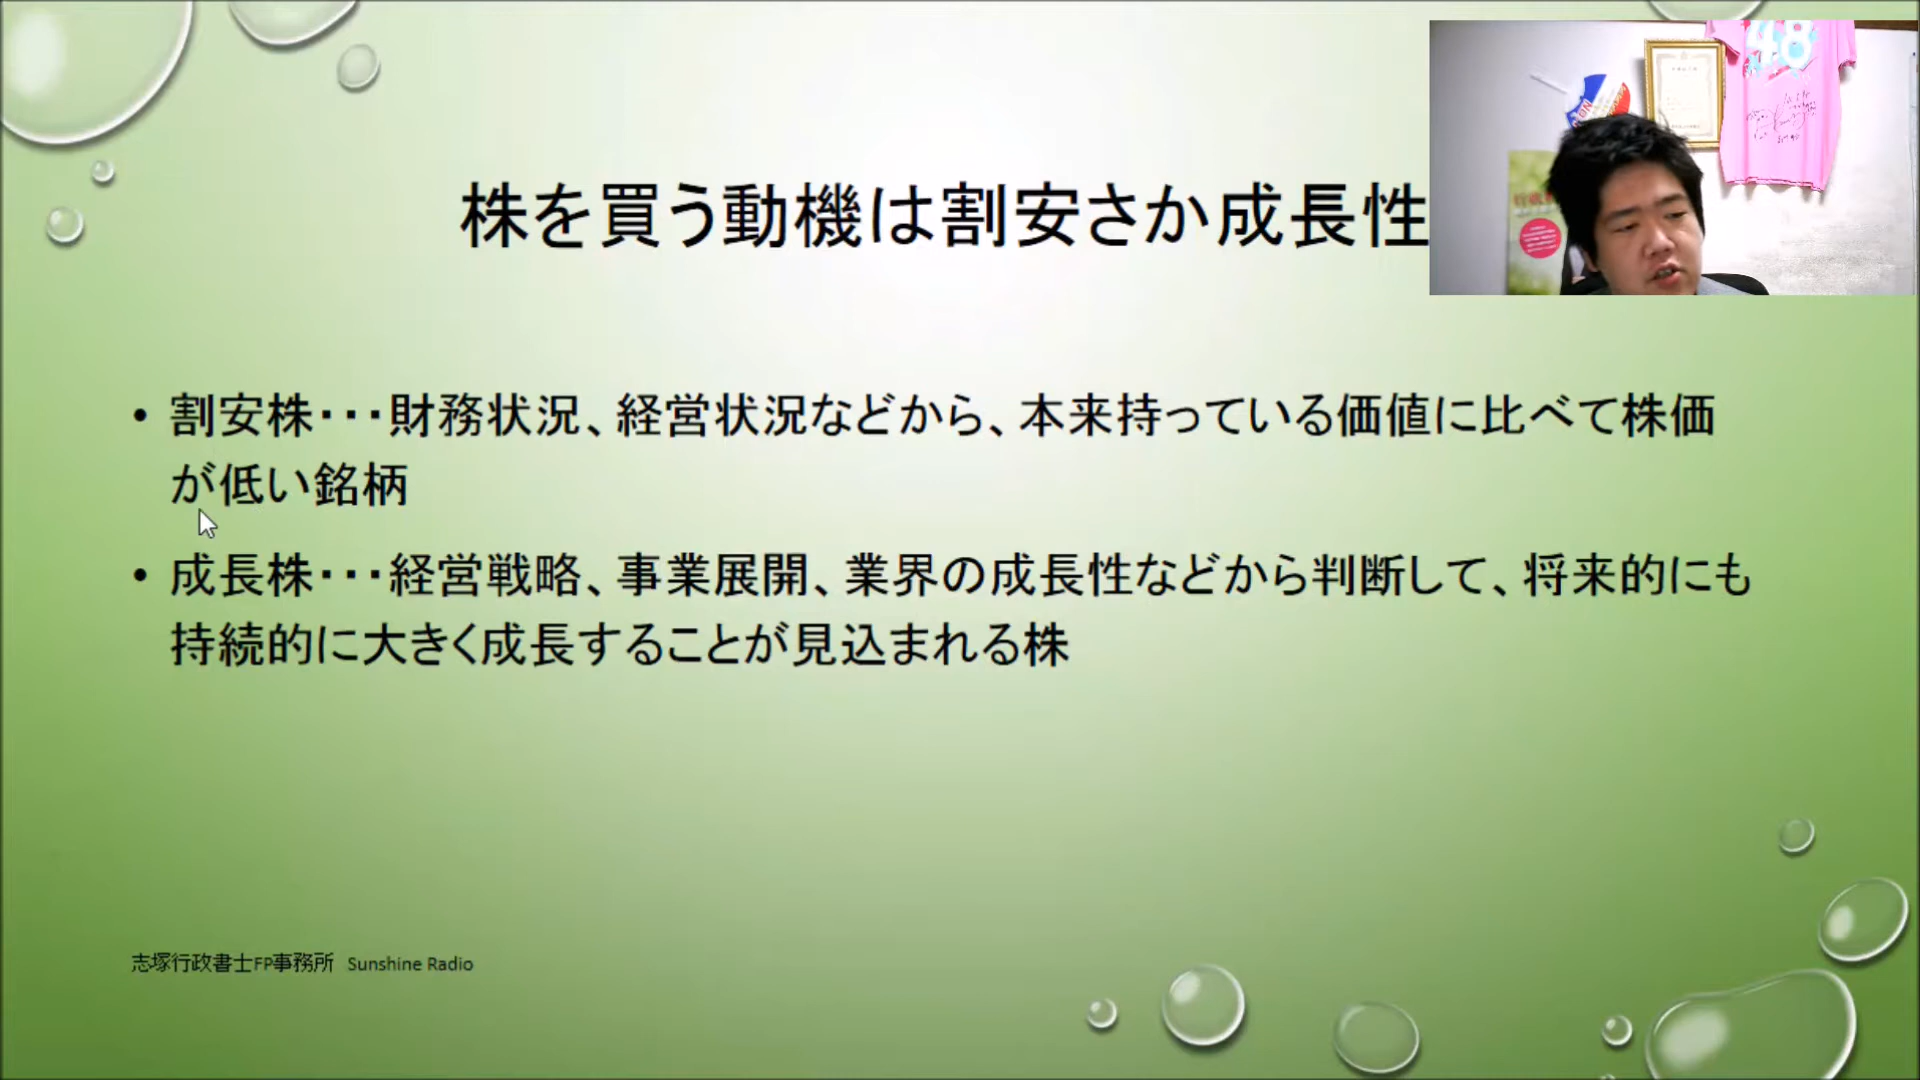 株を買う動機は割安さか成長性
48
・割安株・・・財務状況、経営状況などから、本来持っている価値に比べて株価
が低い銘柄
・成長株・・・経営戦略、事業展開、業界の成長性などから判断して、将来的にも
持続的に大きく成長することが見込まれる株
志塚行政書士FP事務所 Sunshine Radio